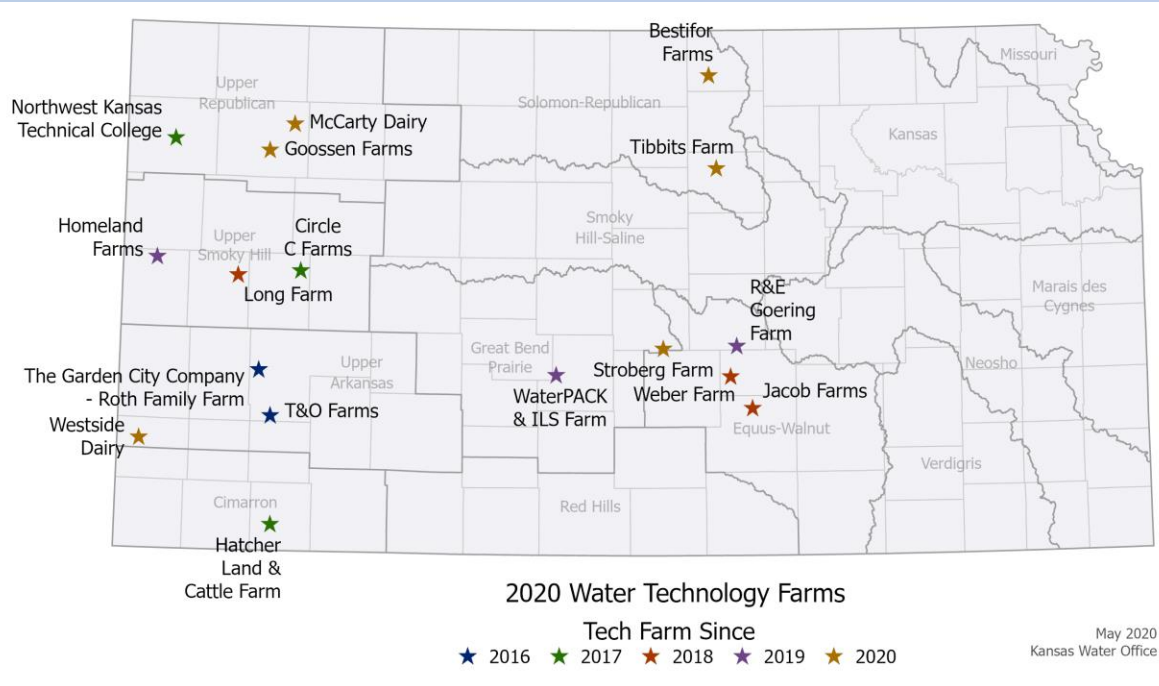 Bestifor
Farms
Missouri
Upper
Republican
Solomon-Republican
Northwest Kansas
Technical College
McCarty Dairy
Goossen Farms
Kansas
Tibbits Farm
Homeland
Farms
Upper
Smoky Hill
Circle
C Farms
Long Farm
Smoky
Hill-Saline
R&E
Goering
Farm
Marais des
Cygnes
The Garden City Company
- Roth Family Farm
Upper
Arkansas
T&O Farms
Great Bend
Prairie
WaterPACK
& ILS Farm
Stroberg Farm
Weber Farm
Jacob Farms
Neosho
Westside
Dairy
Equus-Walnut
Verdigris
Cimarron
Hatcher
Land &
Cattle Farm
Red Hills
2020 Water Technology Farms
Tech Farm Since
2016 2017 2018 2019 2020
May 2020
Kansas Water Office